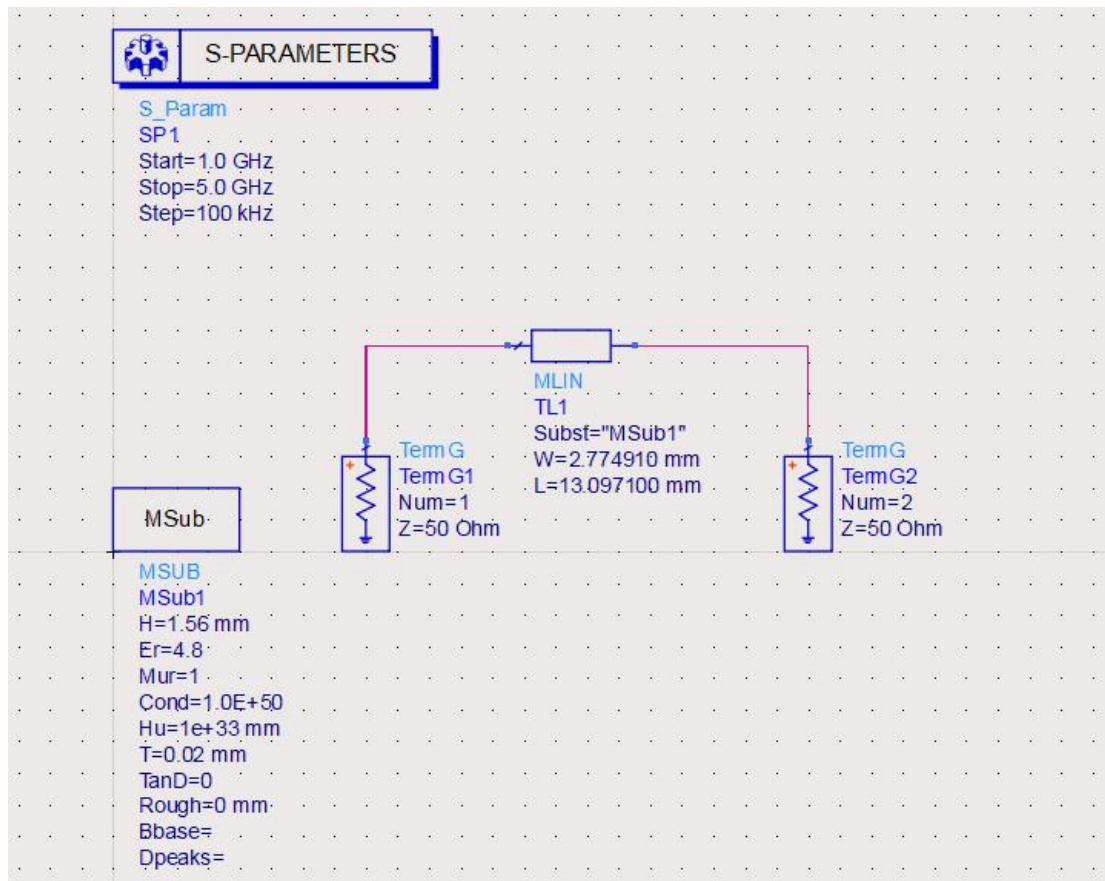 S-PARAMETERS
S_Param
SP1
Start=1.0 GHz
Stop=5.0 GHz
Step=100 kHz
MLIN
TL1
Subst="MSub1"
W=2.774910 mm
L=13.097100 mm
TermG
TermG1
Num=1
Z=50 Ohm
TermG
TermG2
Num=2
Z=50 Ohm
MSub
MSUB
MSub1
H=1.56 mm
Er=4.8
Mur=1
Cond=1.0E+50
Hu=1e+33 mm
T=0.02 mm
TanD=0
Rough=0 mm
Bbase=
Dpeaks=